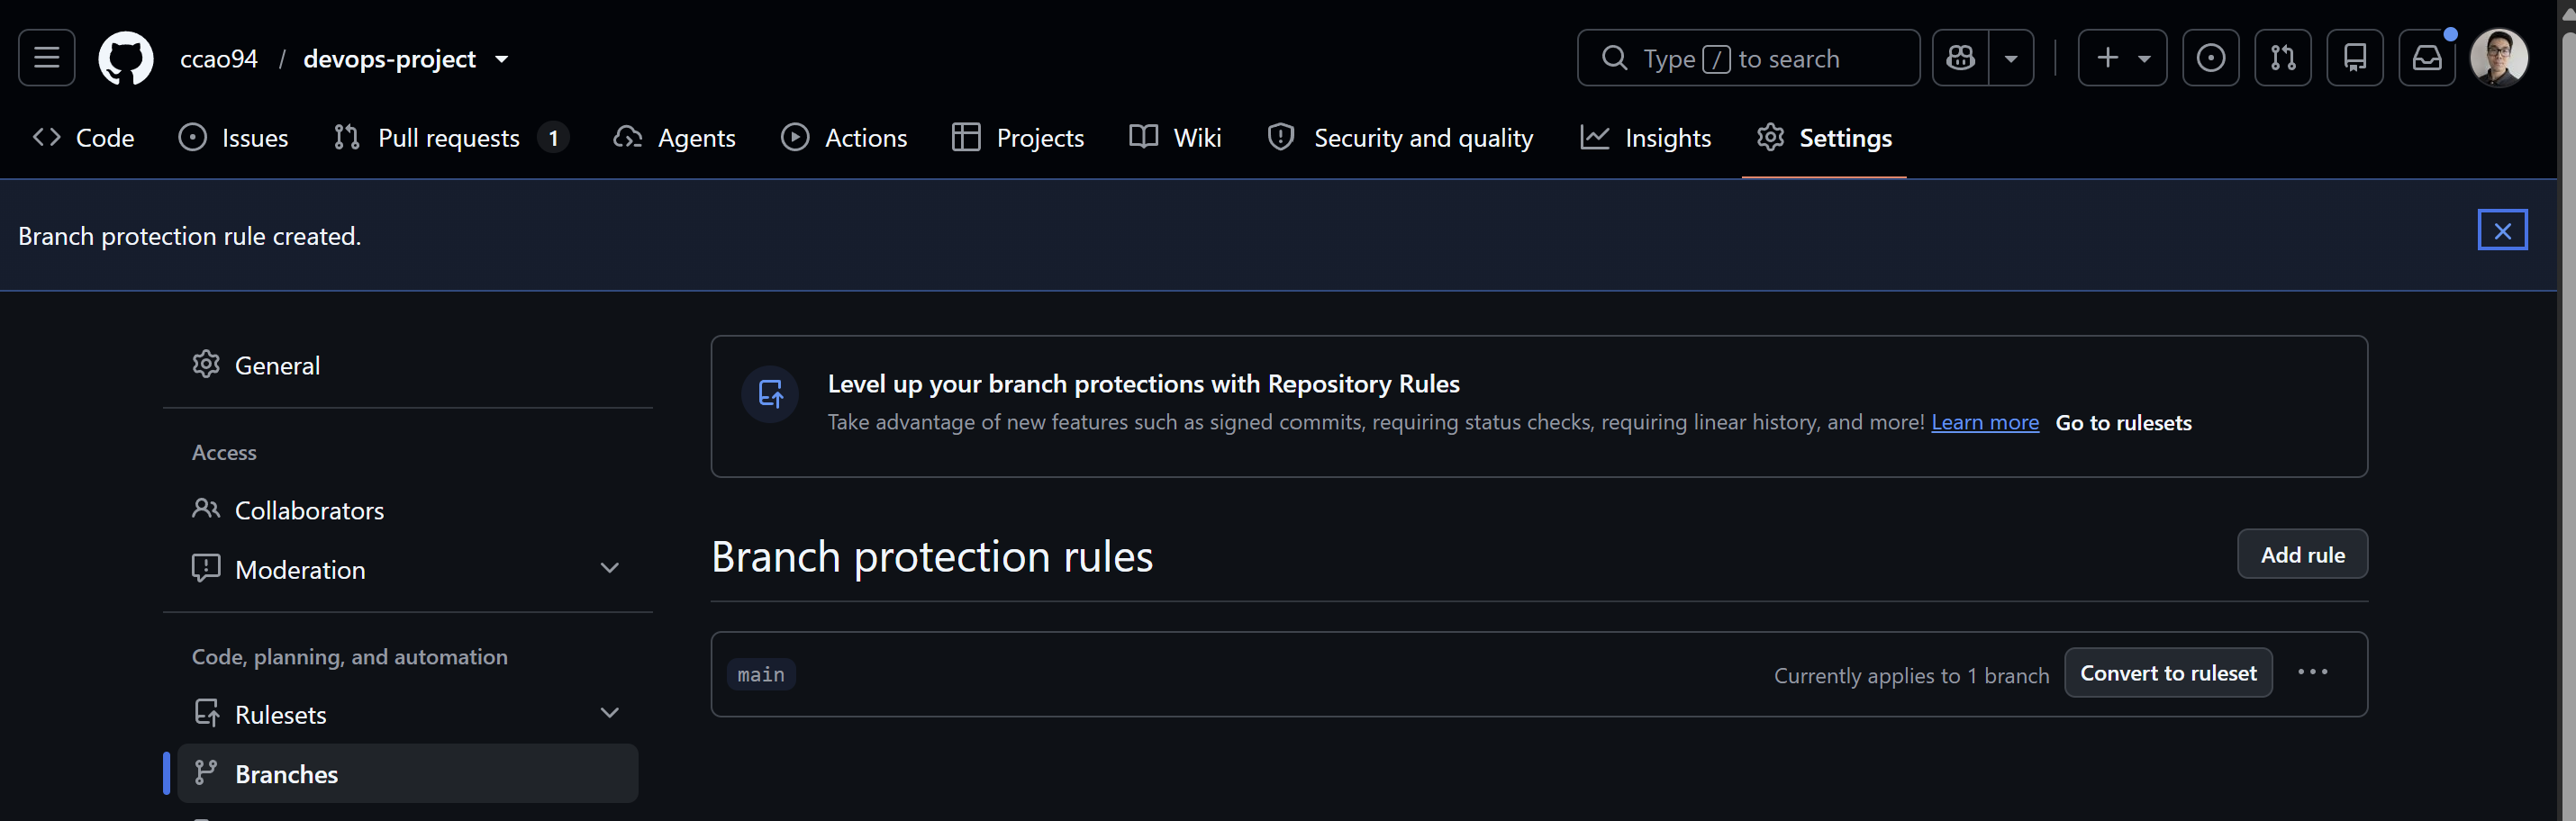 ccao94 / devops-project
Type / to search
Code
Issues
Pull requests 1
Agents
Actions
Projects
Wiki
Security and quality
Insights
Settings
Branch protection rule created.
General
Access
Collaborators
Moderation
Code, planning, and automation
Rulesets
Branches
Level up your branch protections with Repository Rules
Take advantage of new features such as signed commits, requiring status checks, requiring linear history, and more! Learn more Go to rulesets
Branch protection rules
Add rule
main
Currently applies to 1 branch
Convert to ruleset